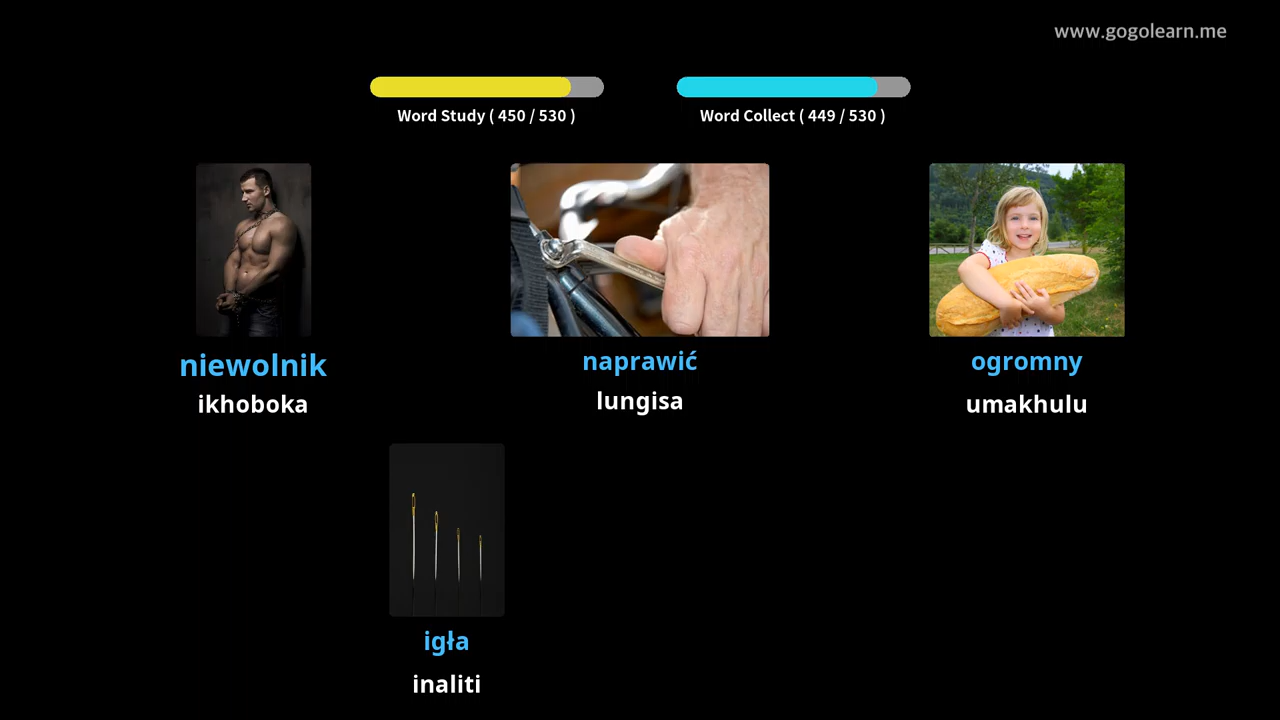 www.gogolearn.me
Word Study ( 450 / 530 )
Word Collect ( 449 / 530 )
niewolnik
ikhoboka
naprawić
lungisa
ogromny
umakhulu
igła
inaliti